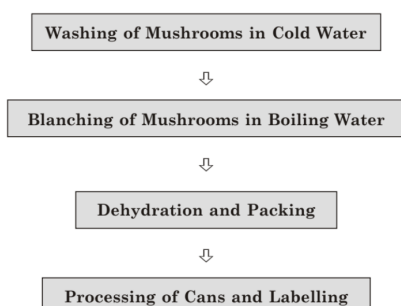 Washing of Mushrooms in Cold Water
⇩
Blanching of Mushrooms in Boiling Water
⇩
Dehydration and Packing
⇩
Processing of Cans and Labelling